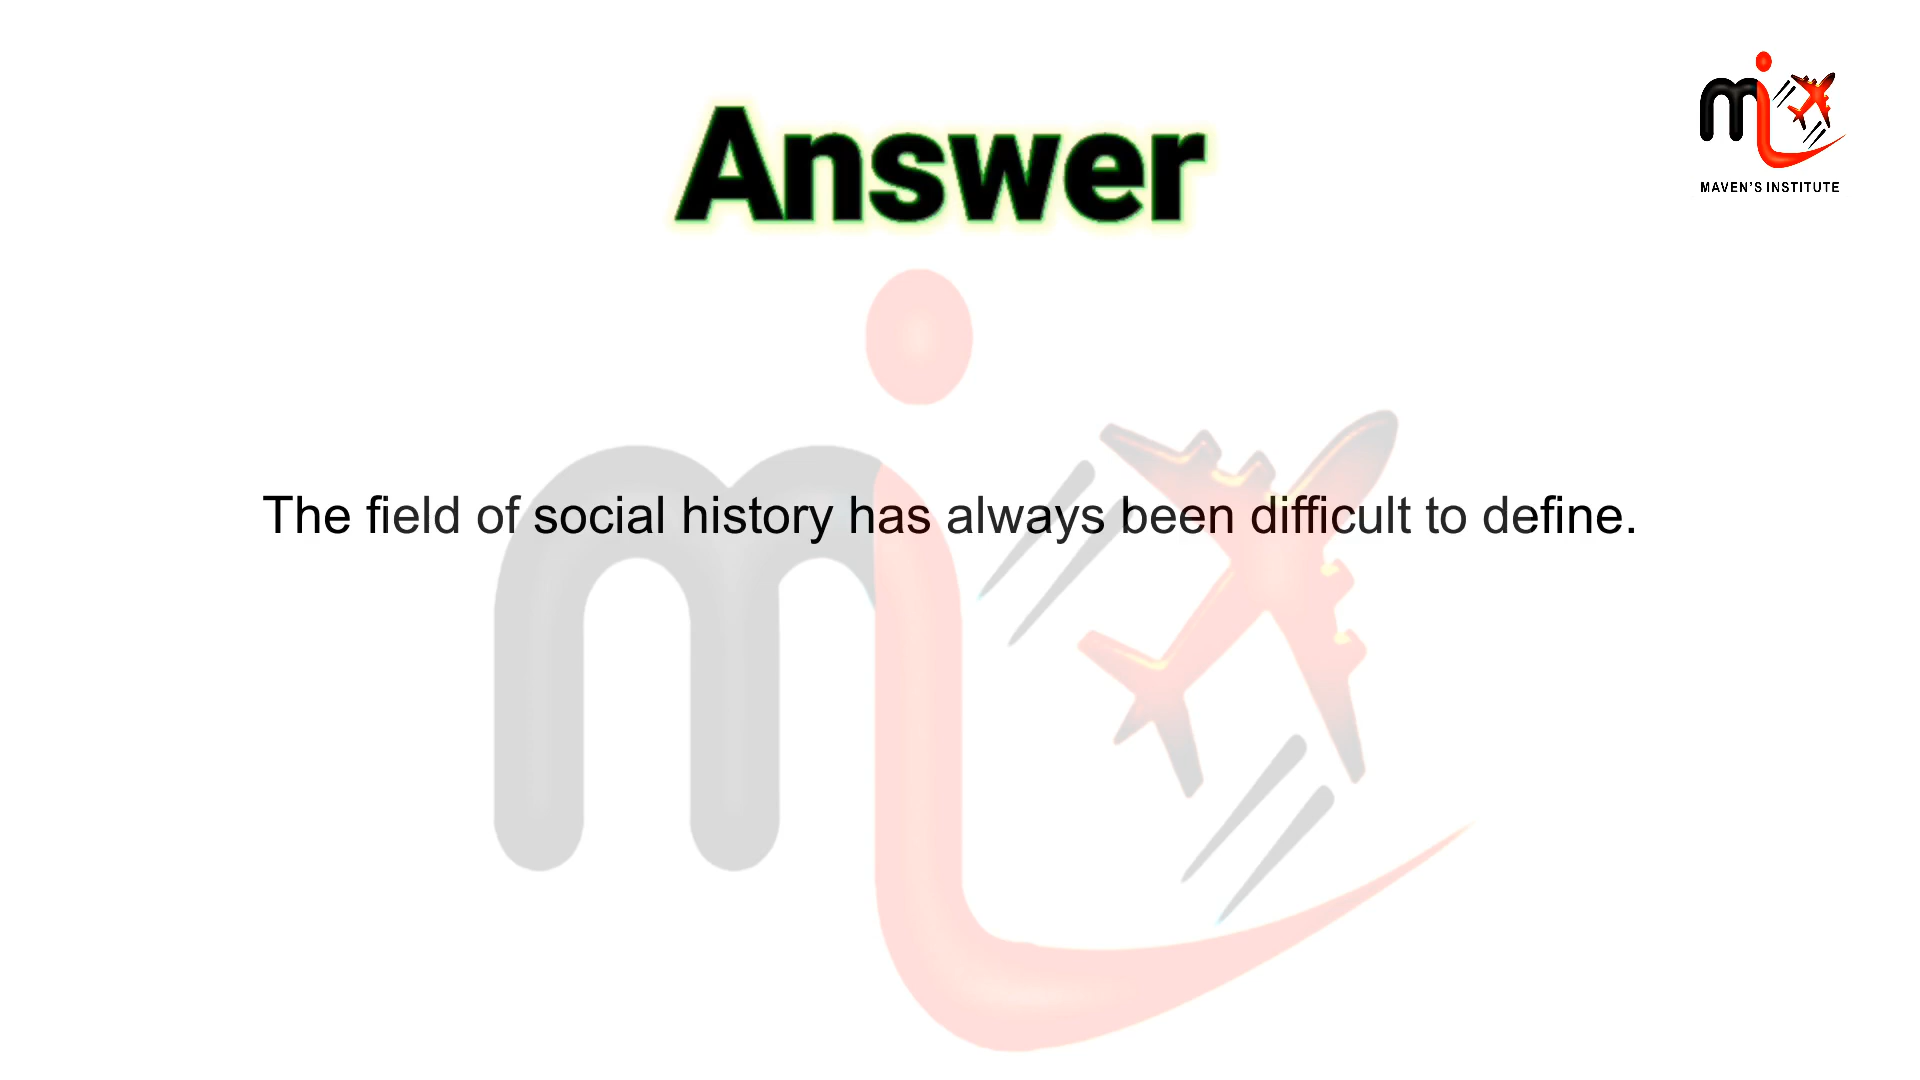 MAVEN'S INSTITUTE
Answer
The field of social history has always been difficult to define.